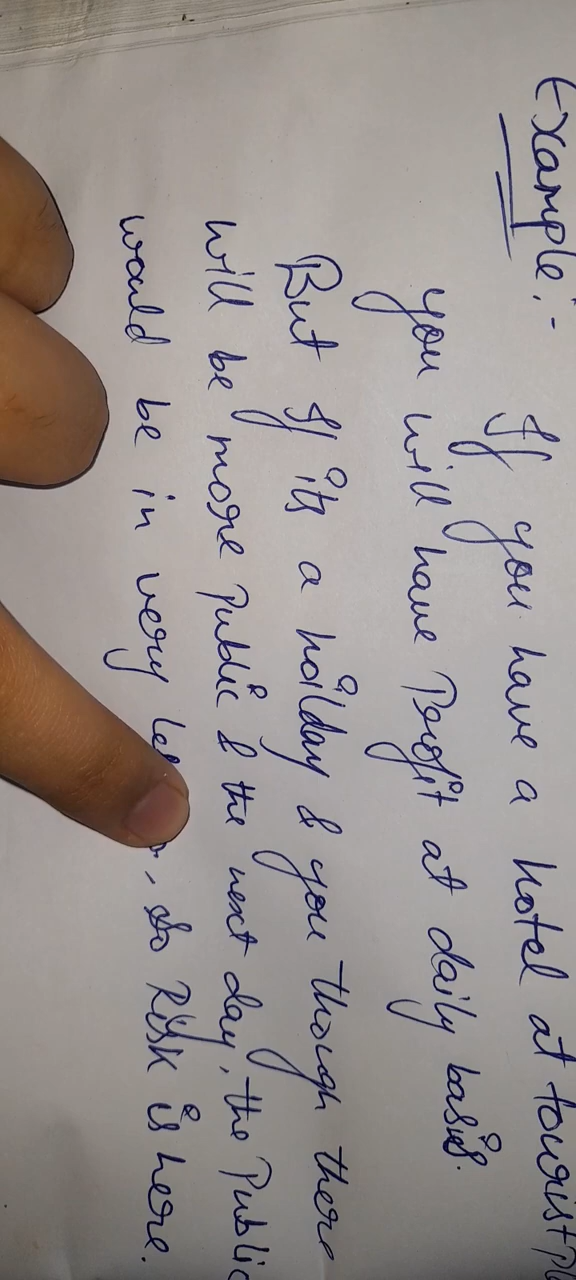 Example:-
If you have a hotel at tourist
you will have Profit at daily basis.
But If its a hoilday & you though there
will be more Public & the next day, the Public
would be in very , so Risk is here.